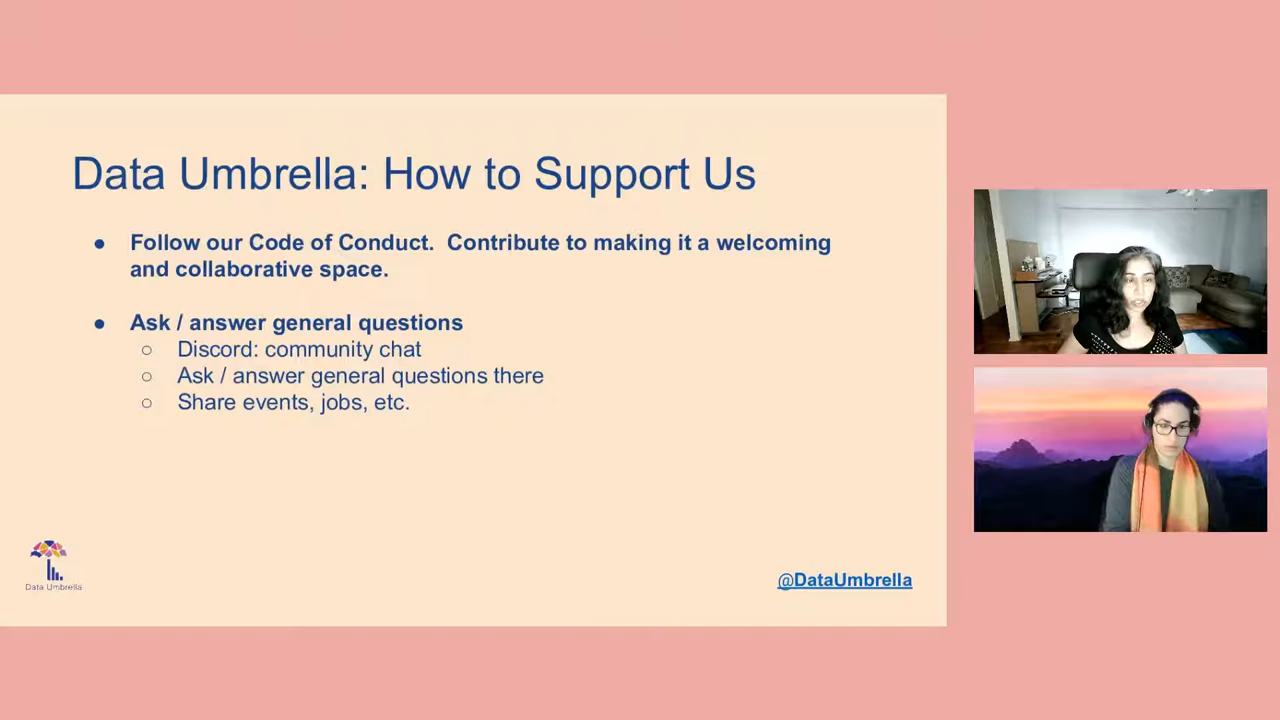 Data Umbrella: How to Support Us
● Follow our Code of Conduct.  Contribute to making it a welcoming
and collaborative space.
● Ask / answer general questions
○ Discord: community chat
○ Ask / answer general questions there
○ Share events, jobs, etc.
Data Umbrella
@DataUmbrella